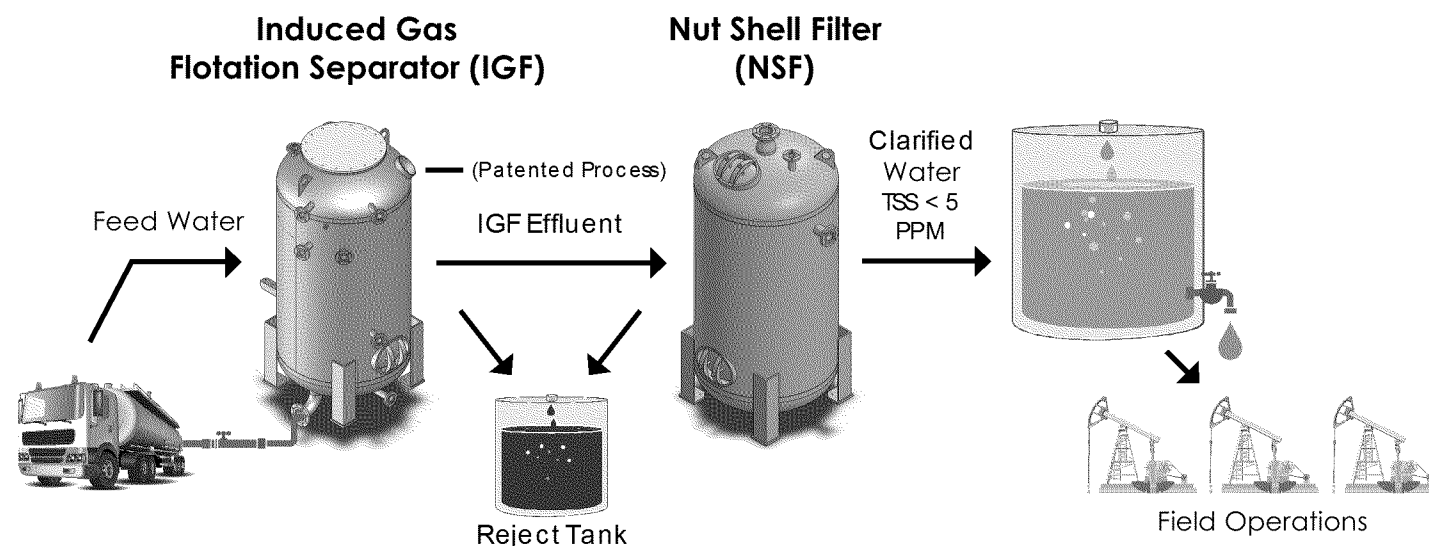 Induced Gas
Flotation Separator (IGF)
Nut Shell Filter
(NSF)
(Patented Process)
Feed Water
IGF Effluent
Clarified
Water
TSS < 5
PPM
Reject Tank
Field Operations